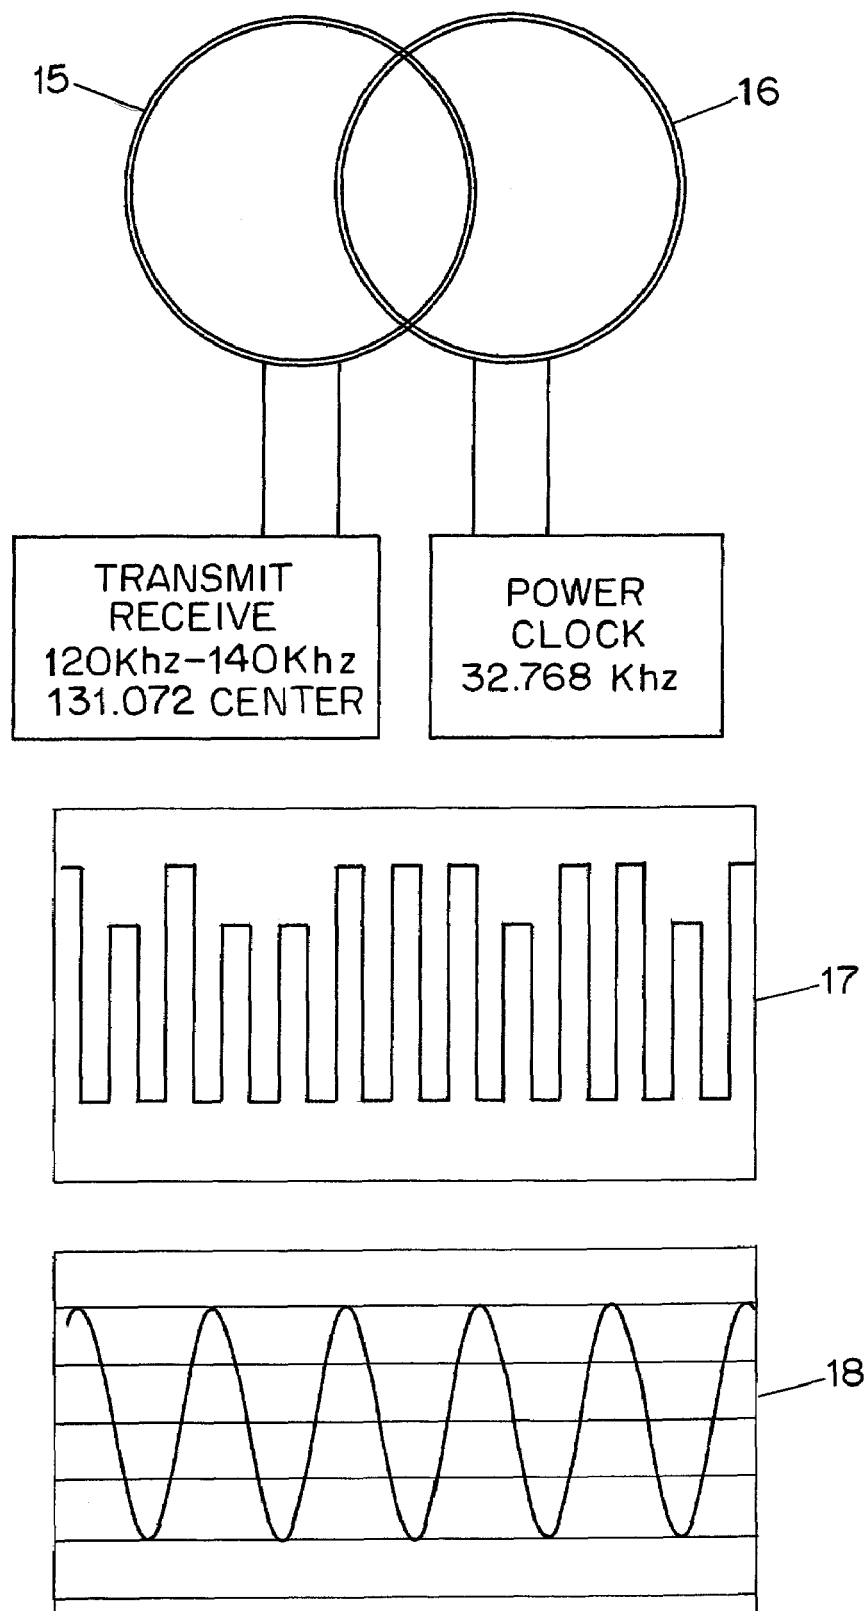 15
16
TRANSMIT
RECEIVE
120Khz-140Khz
131.072 CENTER
POWER
CLOCK
32.768 Khz
17
18